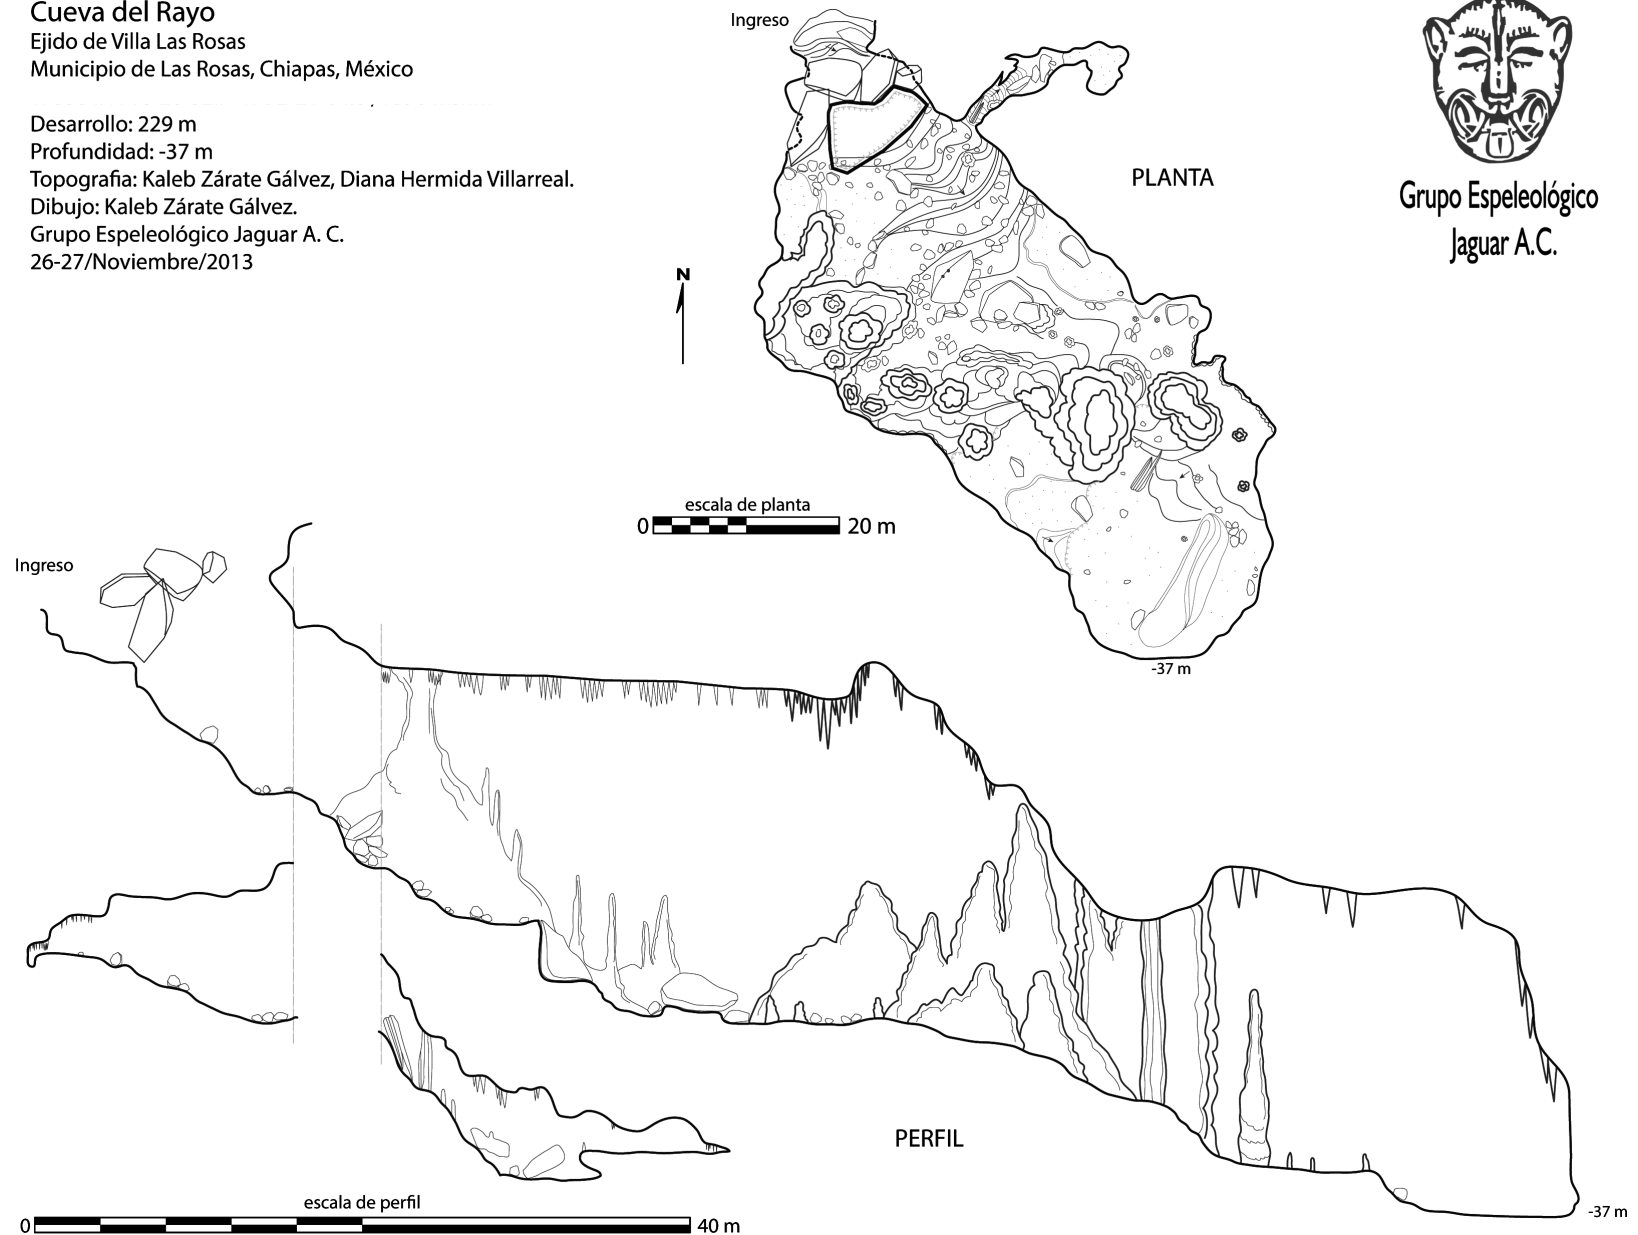 Cueva del Rayo
Ejido de Villa Las Rosas
Municipio de Las Rosas, Chiapas, México
Desarrollo: 229 m
Profundidad: -37 m
Topografia: Kaleb Zárate Gálvez, Diana Hermida Villarreal.
Dibujo: Kaleb Zárate Gálvez.
Grupo Espeleológico Jaguar A. C.
26-27/Noviembre/2013
Ingreso
PLANTA
Grupo Espeleológico
Jaguar A.C.
N
escala de planta
0 20 m
-37 m
Ingreso
PERFIL
escala de perfil
0 40 m
-37 m